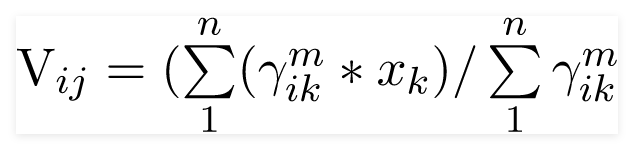 V_{ij} = (\sum_{1}^{n} (\gamma_{ik}^{m} * x_k) / \sum_{1}^{n} \gamma_{ik}^{m}